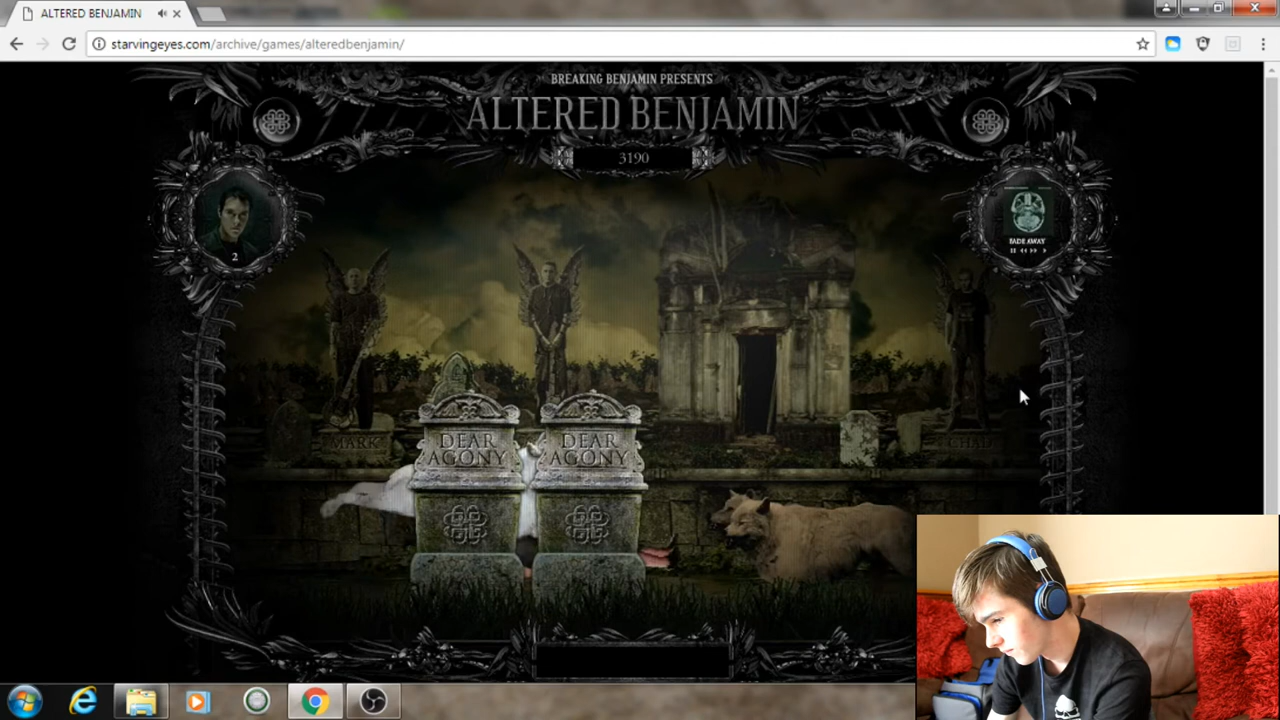 ALTERED BENJAMIN
starvingeyes.com/archive/games/alteredbenjamin/
BREAKING BENJAMIN PRESENTS
ALTERED BENJAMIN
3190
2
FADE AWAY
MARK
CHAD
DEAR AGONY
DEAR AGONY